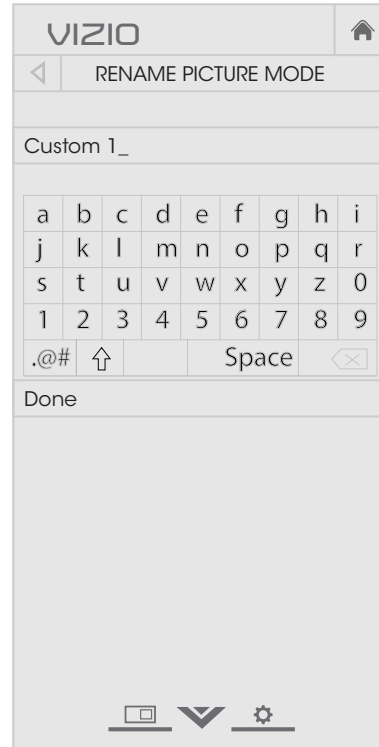 VIZIO
RENAME PICTURE MODE
Custom 1_
a b c d e f g h i
j k l m n o p q r
s t u v w x y z 0
1 2 3 4 5 6 7 8 9
.@# Space
Done